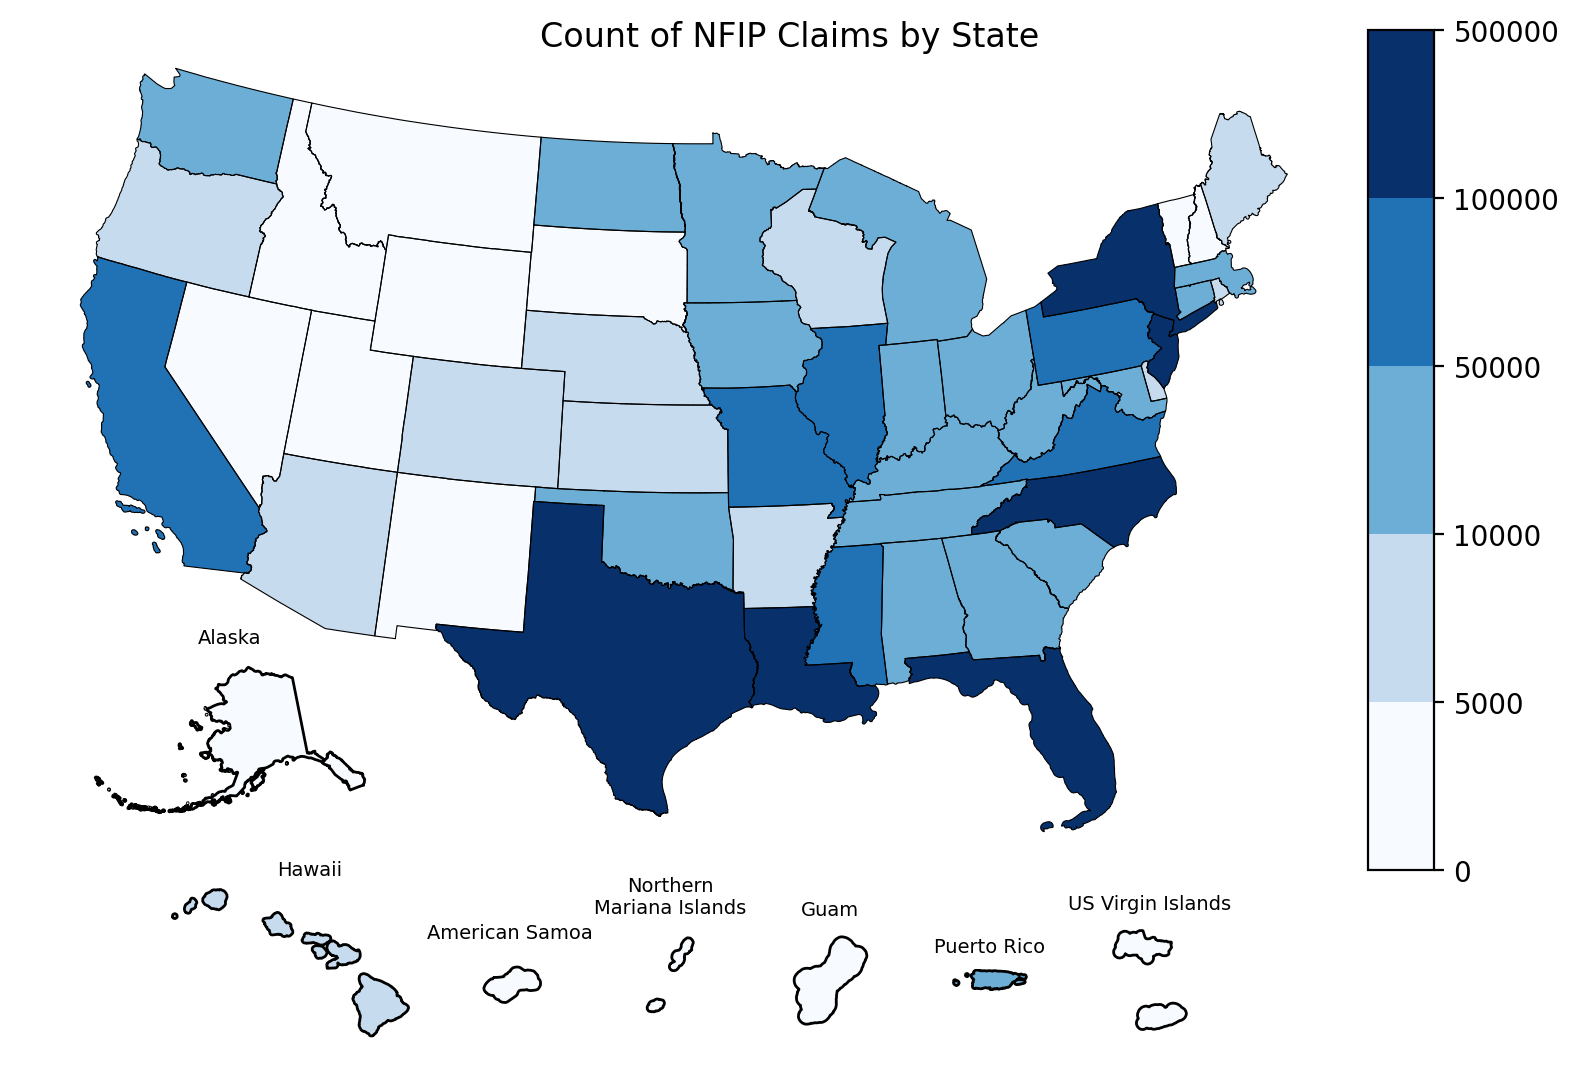 Count of NFIP Claims by State
500000
100000
50000
10000
5000
0
Alaska
Hawaii
American Samoa
Northern
Mariana Islands
Guam
Puerto Rico
US Virgin Islands